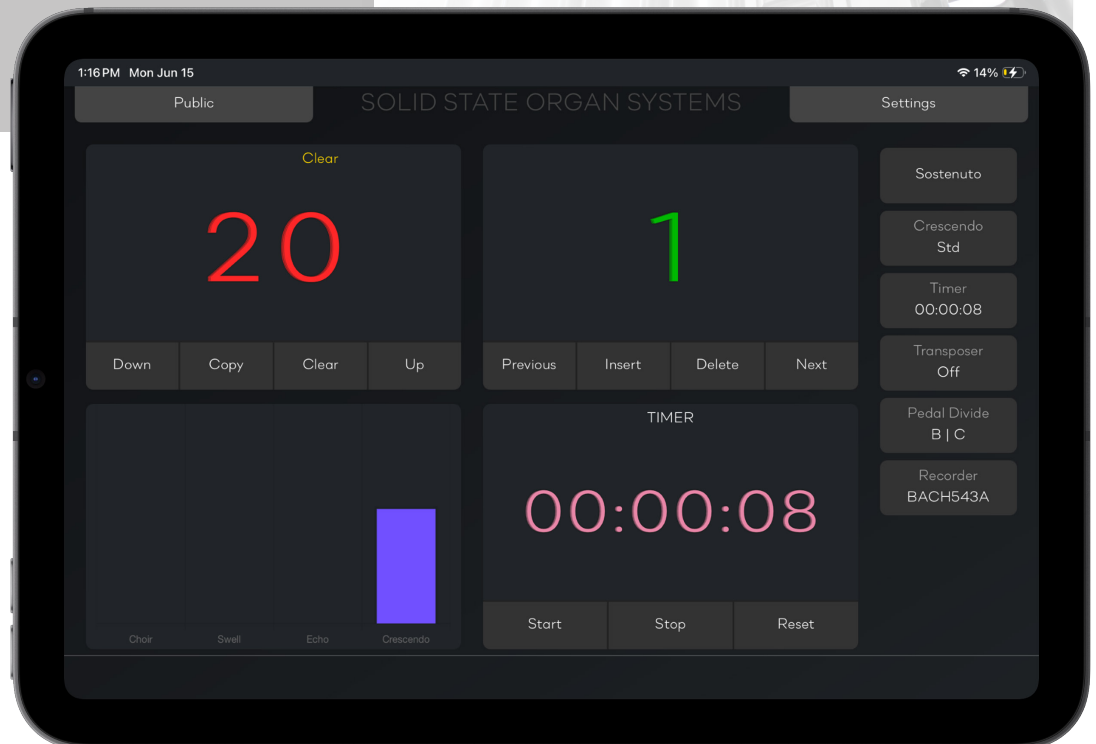 1:16 PM Mon Jun 15
14%
Public
SOLID STATE ORGAN SYSTEMS
Settings
Clear
20
Down
Copy
Clear
Up
1
Previous
Insert
Delete
Next
Choir
Swell
Echo
Crescendo
TIMER
00:00:08
Start
Stop
Reset
Sostenuto
Crescendo
Std
Timer
00:00:08
Transposer
Off
Pedal Divide
B | C
Recorder
BACH543A